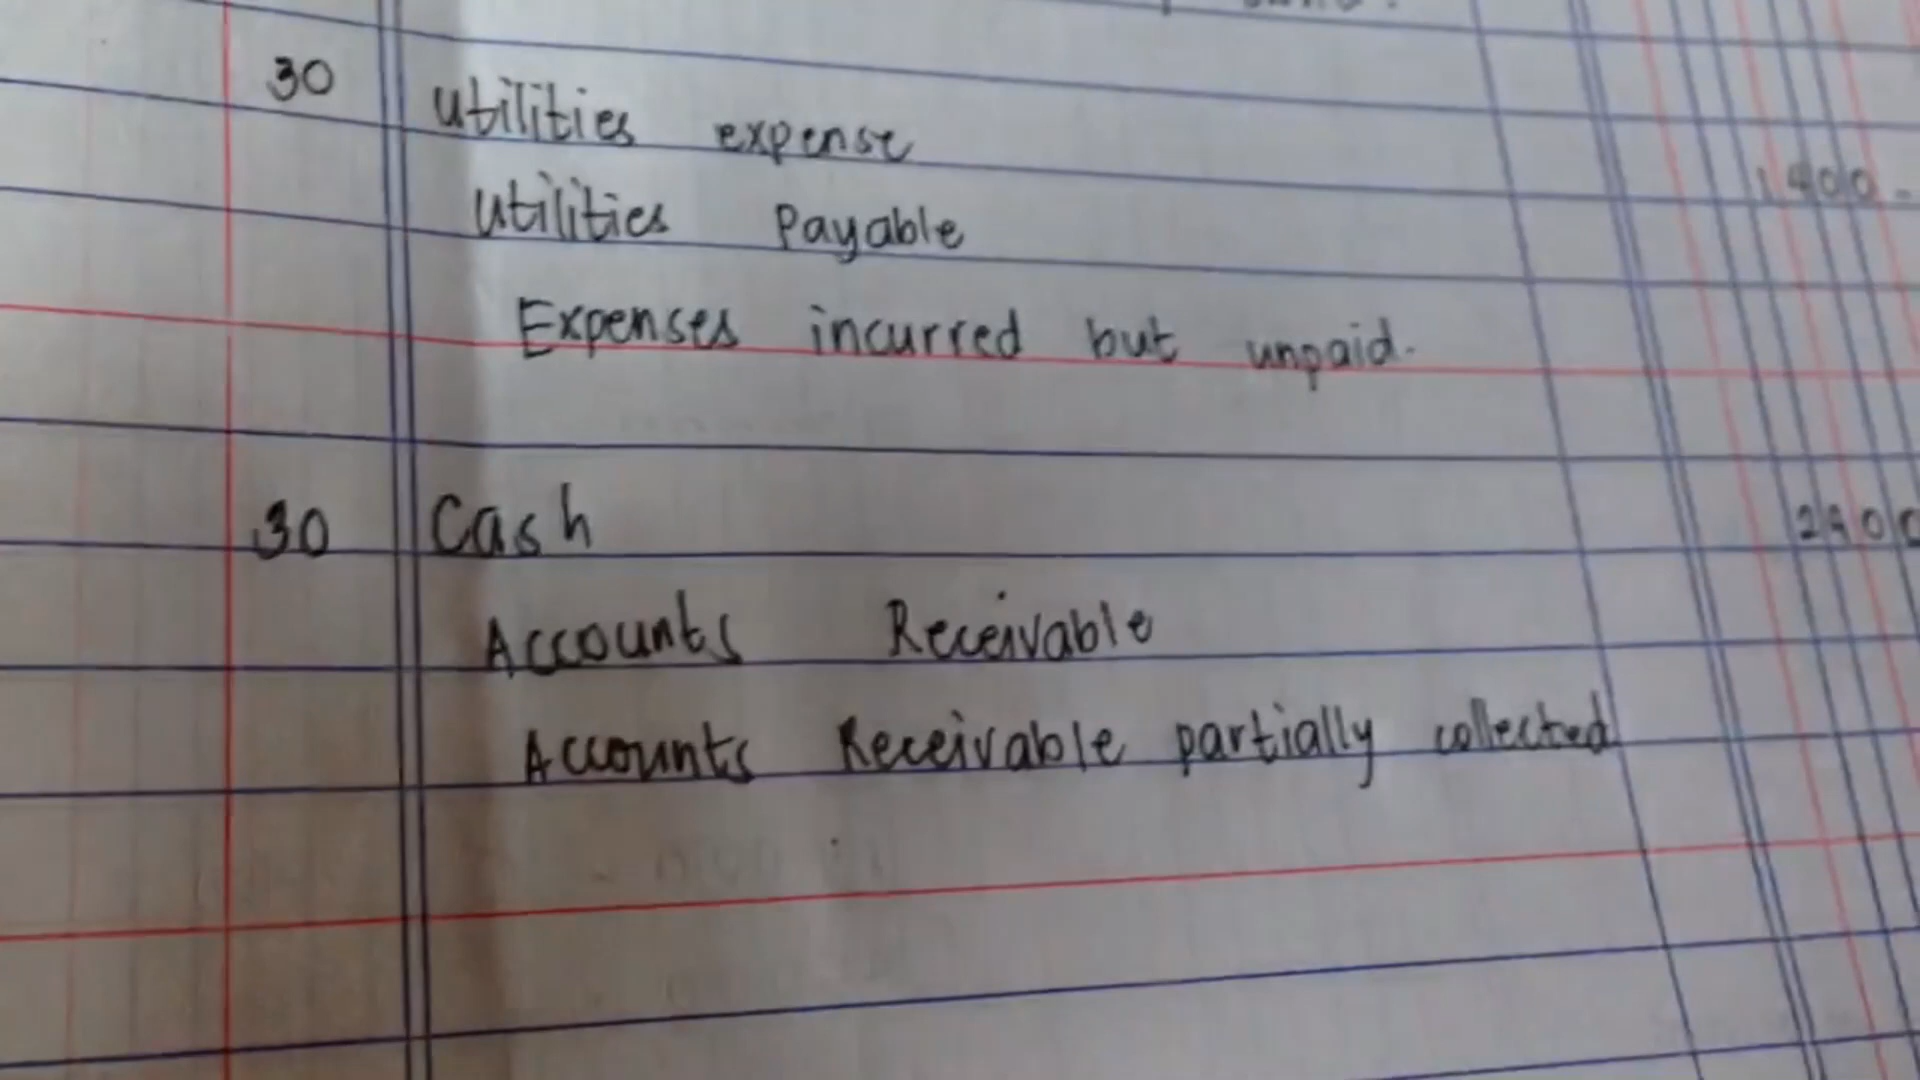 30 Utilities expense 1400-
Utilities Payable
Expenses incurred but unpaid.
30 Cash
Accounts Receivable
Accounts Receivable partially collected